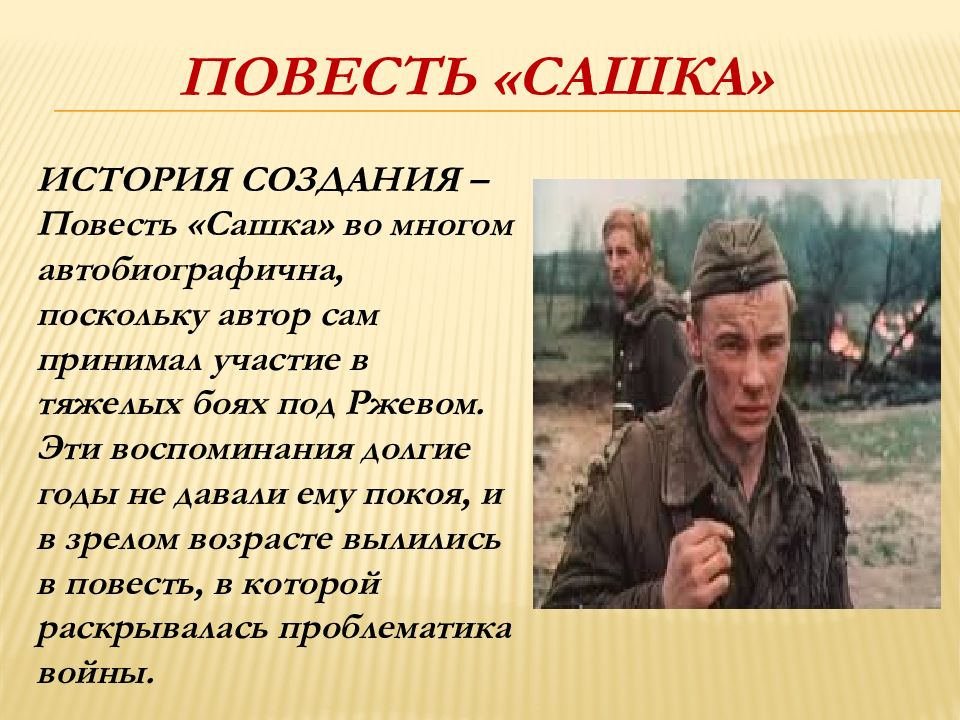 ПОВЕСТЬ «САШКА»
ИСТОРИЯ СОЗДАНИЯ –
Повесть «Сашка» во многом
автобиографична,
поскольку автор сам
принимал участие в
тяжелых боях под Ржевом.
Эти воспоминания долгие
годы не давали ему покоя, и
в зрелом возрасте вылились
в повесть, в которой
раскрывалась проблематика
войны.